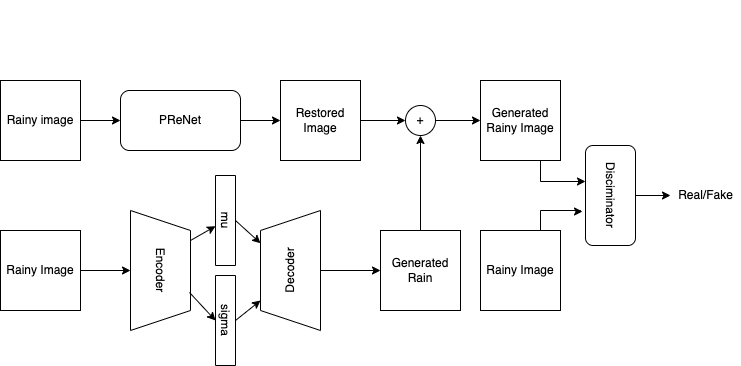 Rainy image
PReNet
Restored
Image
+
Generated
Rainy Image
Discriminator
Real/Fake
Rainy Image
Encoder
mu
sigma
Decoder
Generated
Rain
Rainy Image